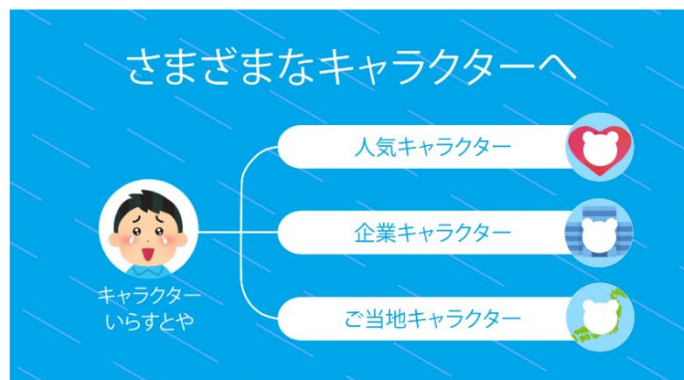 さまざまなキャラクターへ
人気キャラクター
企業キャラクター
ご当地キャラクター
キャラクター
いらすとや